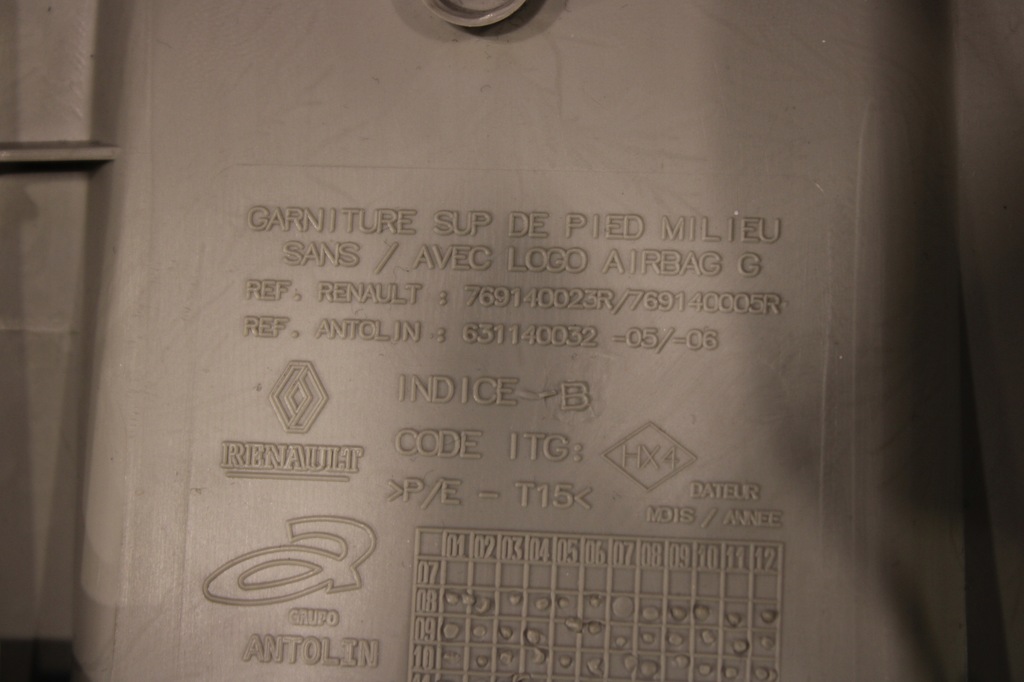 GARNITURE SUP DE PIED MILIEU
SANS / AVEC LOGO AIRBAG G
REF. RENAULT : 769140023R/769140005R
REF. ANTOLIN : 631140032 -05/-06
INDICE - B
RENAULT
CODE ITG: HX4
>P/E - T15<
DATEUR
MOIS / ANNEE
01 02 03 04 05 06 07 08 09 10 11 12
07
08
09
10
GRUPO
ANTOLIN